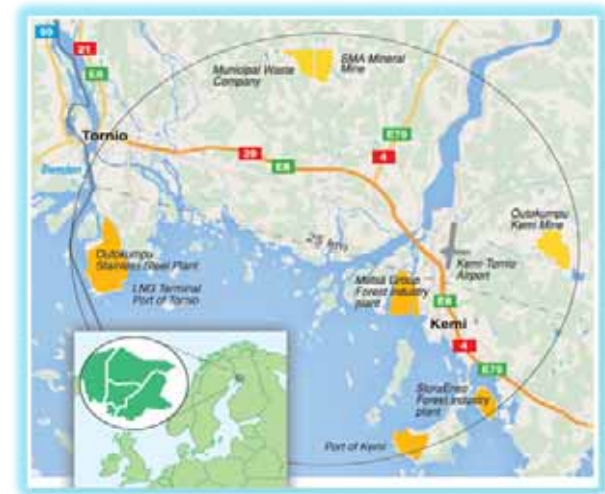 99
21
E8
Municipal Waste
Company
SMA Mineral
Mine
Tornio
E75
4
29
E8
Sweden
25 km
Outokumpu
Kemi Mine
Outokumpu
Stainless Steel Plant
LNG Terminal
Port of Tornio
Kemi-Tornio
Airport
Metsä Group
Forest industry
plant
E8
Kemi
4
E75
StoraEnso
Forest industry
plant
Port of Kemi